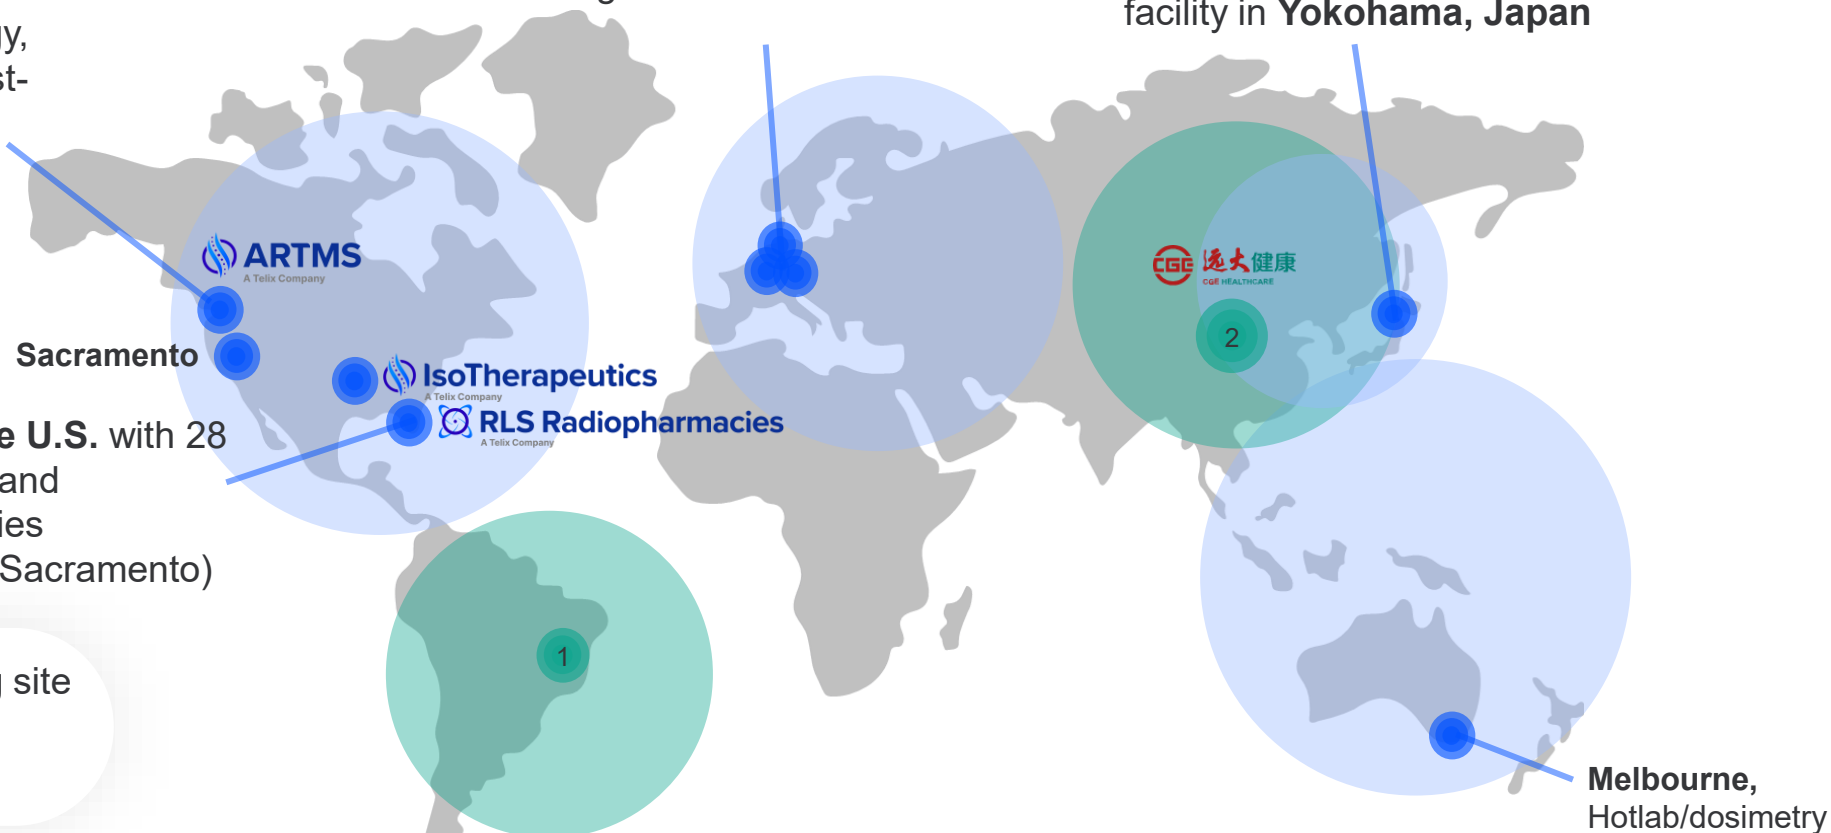 gy,
st-
facility in Yokohama, Japan
ARTMS
A Telix Company
Sacramento
IsoTherapeutics
A Telix Company
RLS Radiopharmacies
A Telix Company
e U.S. with 28
and
ies
Sacramento)
site
CGE 远大健康
CGE HEALTHCARE
2
1
Melbourne,
Hotlab/dosimetry